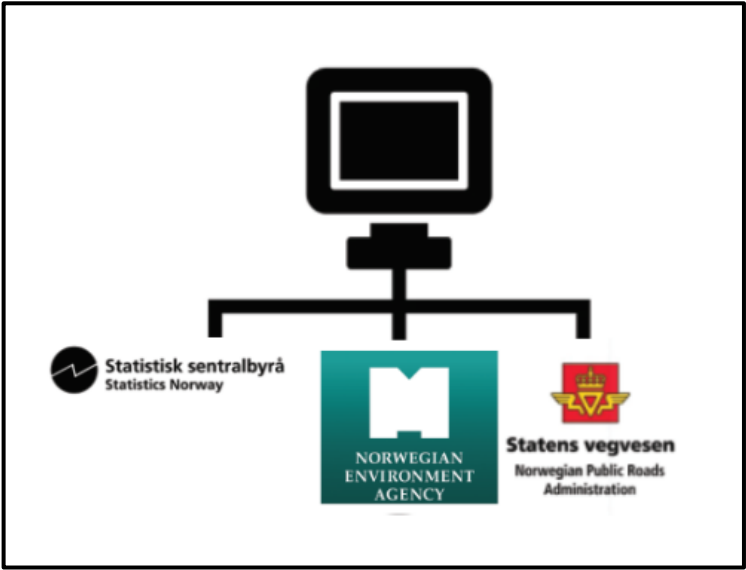 Statistisk sentralbyrå
Statistics Norway
NORWEGIAN
ENVIRONMENT
AGENCY
Statens vegvesen
Norwegian Public Roads
Administration